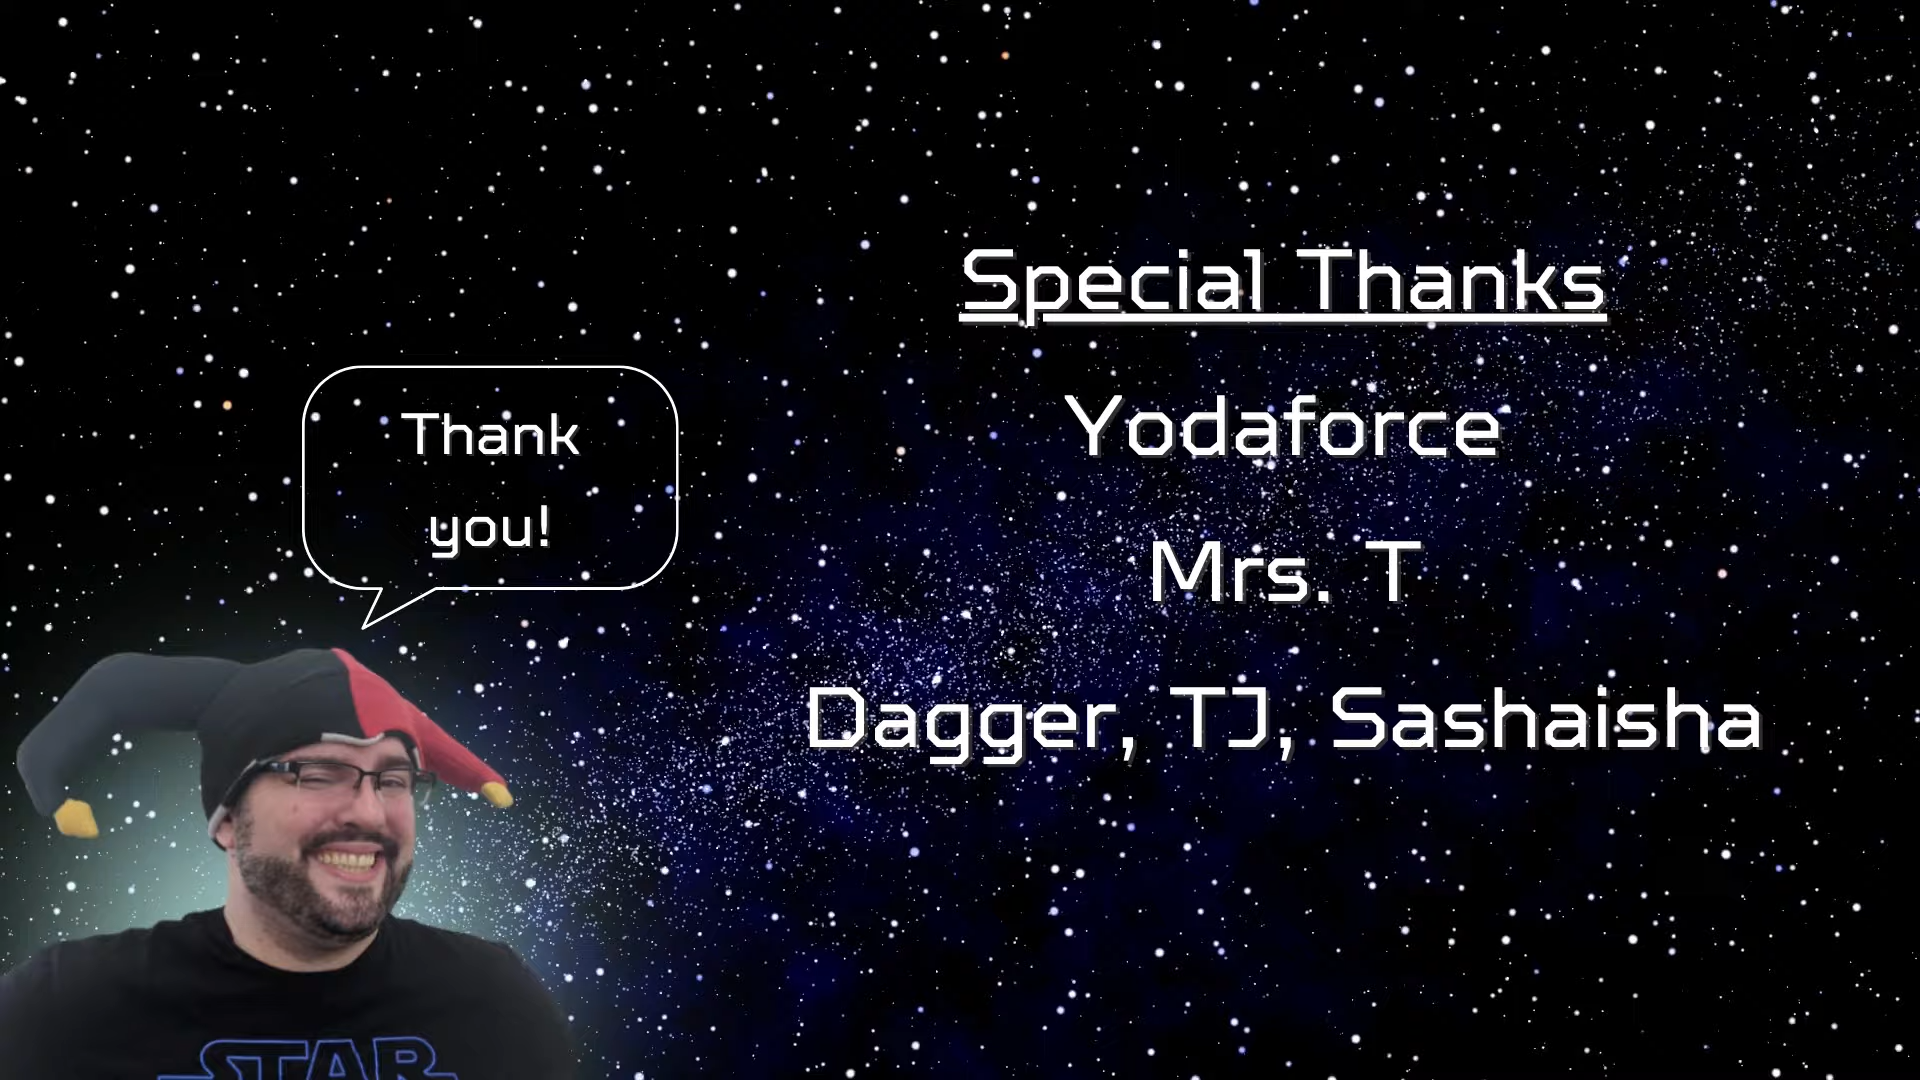 Special Thanks
Yodaforce
Mrs. T
Dagger, TJ, Sashaisha
Thank
you!
STAR